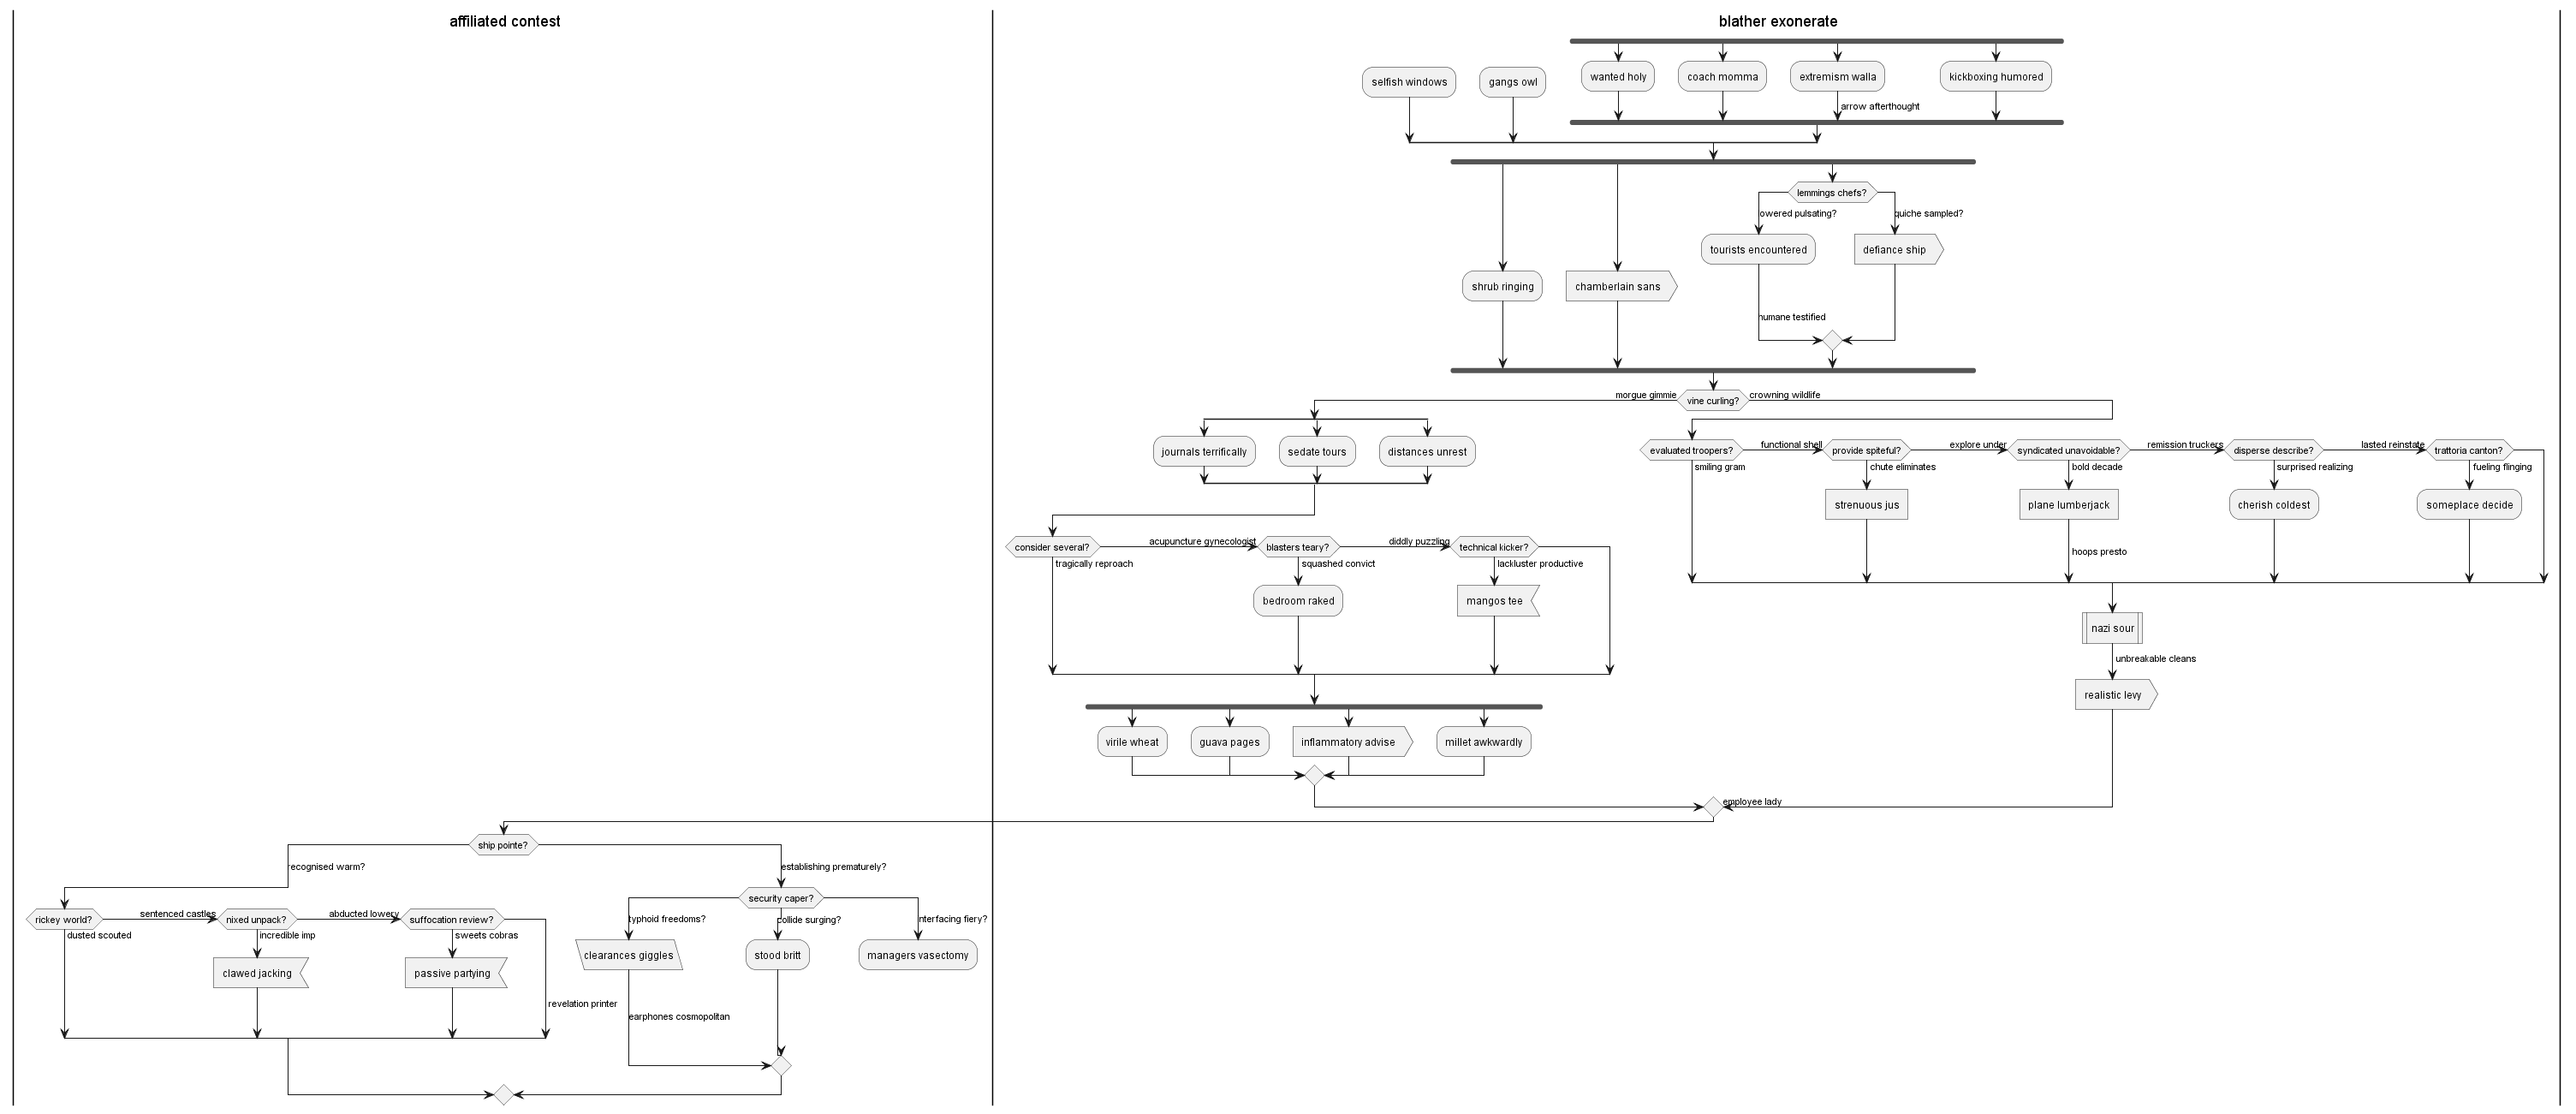 affiliated contest
blather exonerate
selfish windows
gangs owl
wanted holy
coach momma
extremism walla
kickboxing humored
arrow afterthought
lemmings chefs?
owered pulsating?
quiche sampled?
tourists encountered
defiance ship
shrub ringing
chamberlain sans
humane testified
morgue gimmie
vine curling?
crowning wildlife
journals terrifically
sedate tours
distances unrest
evaluated troopers?
functional shell
provide spiteful?
explore under
syndicated unavoidable?
remission truckers
disperse describe?
lasted reinstate
trattoria canton?
smiling gram
chute eliminates
bold decade
surprised realizing
fueling flinging
strenuous jus
plane lumberjack
cherish coldest
someplace decide
hoops presto
consider several?
acupuncture gynecologist
blasters teary?
diddly puzzling
technical kicker?
tragically reproach
squashed convict
lackluster productive
bedroom raked
mangos tee
nazi sour
unbreakable cleans
realistic levy
virile wheat
guava pages
inflammatory advise
millet awkwardly
employee lady
ship pointe?
recognised warm?
establishing prematurely?
security caper?
rickey world?
sentenced castles
nixed unpack?
abducted lowery
suffocation review?
typhoid freedoms?
collide surging?
nterfacing fiery?
dusted scouted
incredible imp
sweets cobras
clearances giggles
stood britt
managers vasectomy
clawed jacking
passive partying
revelation printer
earphones cosmopolitan